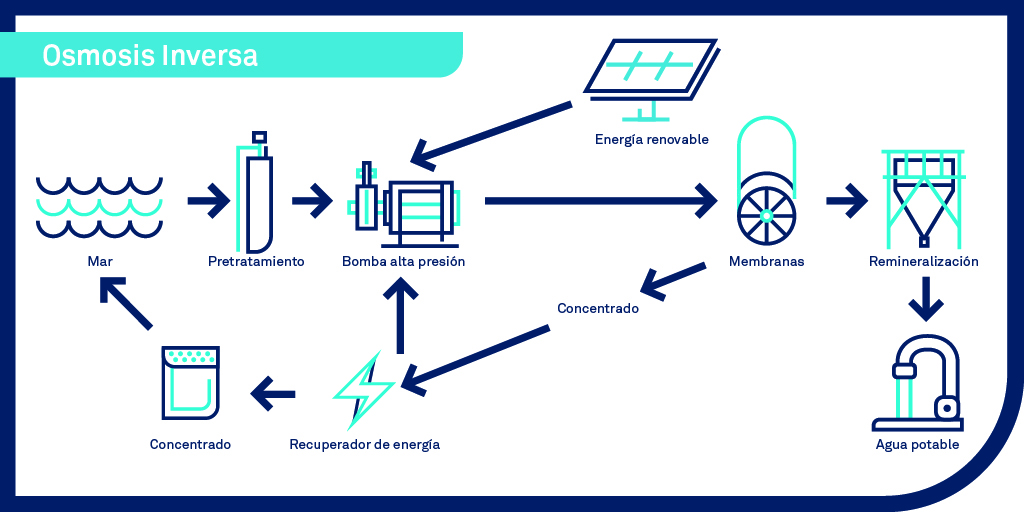 Osmosis Inversa
Energía renovable
Mar
Pretratamiento
Bomba alta presión
Membranas
Remineralización
Concentrado
Concentrado
Recuperador de energía
Agua potable